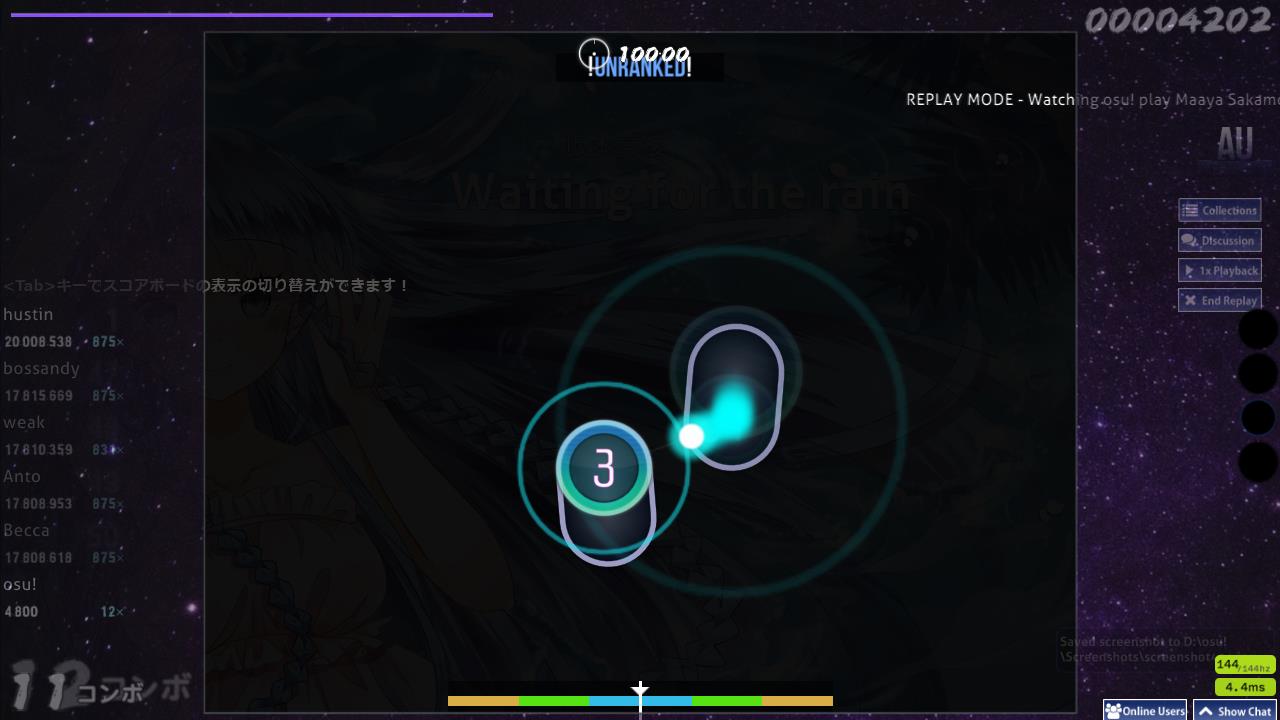 00004202
10000
!UNRANKED!
REPLAY MODE - Watching osu! play Maaya Sakamo
AU
Waiting for the rain
Collections
Discussion
1x Playback
End Replay
<Tab>キーでスコアボードの表示の切り替えができます！
hustin
20 008 538 875×
bossandy
17 815 669 875×
weak
17 810 359
Anto
17 808 953 875×
Becca
17 808 618 875×
osu!
4 800 12×
3
コンボ
Saved screenshot to D:\osu!
\Screenshots\screenshot
144/144hz
4.4ms
Online Users
Show Chat